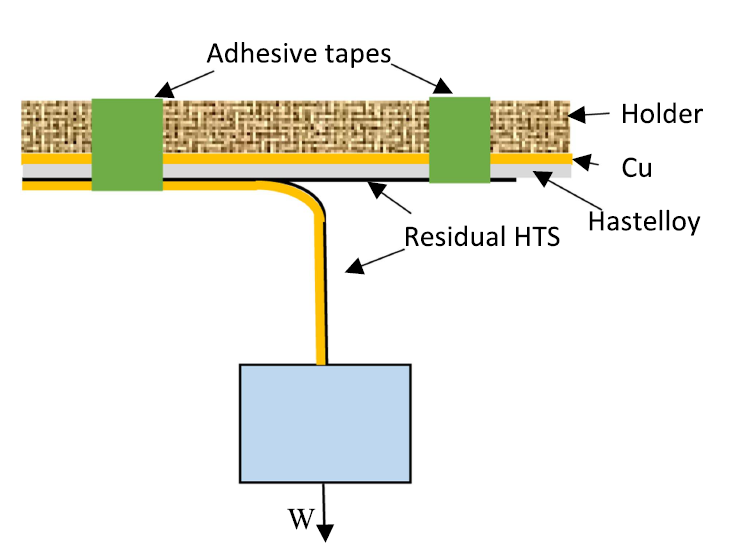 Adhesive tapes
Holder
Cu
Hastelloy
Residual HTS
W